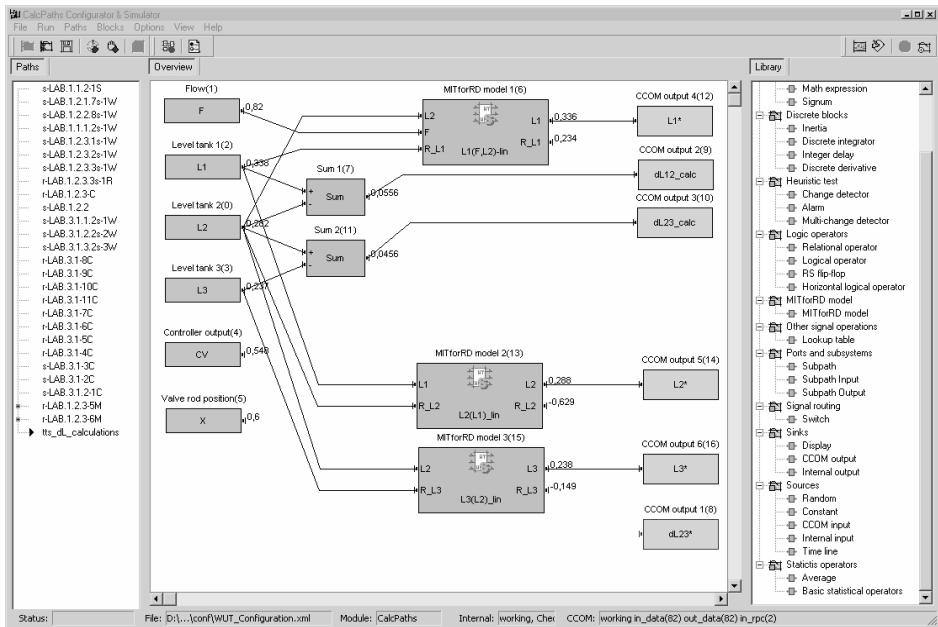 CalcPaths Configurator & Simulator
File Run Paths Blocks Options View Help
Paths
Overview
Library
s-LAB.1.1.2-1S
s-LAB.1.2.1.7s-1W
s-LAB.1.2.2.8s-1W
s-LAB.1.1.1.2s-1W
s-LAB.1.2.3.1s-1W
s-LAB.1.2.3.2s-1W
s-LAB.1.2.3.3s-1W
r-LAB.1.2.3.3s-1R
r-LAB.1.2.3-C
s-LAB.1.2.2
s-LAB.3.1.1.2s-1W
s-LAB.3.1.2.2s-2W
s-LAB.3.1.3.2s-3W
r-LAB.3.1-8C
r-LAB.3.1-9C
r-LAB.3.1-10C
r-LAB.3.1-11C
r-LAB.3.1-7C
r-LAB.3.1-6C
r-LAB.3.1-5C
r-LAB.3.1-4C
s-LAB.3.1-3C
s-LAB.3.1-2C
s-LAB.3.1.2-1C
r-LAB.1.2.3-5M
r-LAB.1.2.3-6M
tts_dL_calculations
Flow(1)
F
0,82
Level tank 1(2)
L1
0,338
Level tank 2(0)
L2
0,282
Level tank 3(3)
L3
0,237
Controller output(4)
CV
0,548
Valve rod position(5)
X
0,6
MITforRD model 1(6)
L2
F
R_L1
L1
R_L1
L1(F,L2)-lin
0,336
0,234
Sum 1(7)
+
-
Sum
0,0556
Sum 2(11)
+
-
Sum
0,0456
MITforRD model 2(13)
L1
R_L2
L2
R_L2
L2(L1)_lin
0,288
-0,629
MITforRD model 3(15)
L2
R_L3
L3
R_L3
L3(L2)_lin
0,238
-0,149
CCOM output 4(12)
L1*
CCOM output 2(9)
dL12_calc
CCOM output 3(10)
dL23_calc
CCOM output 5(14)
L2*
CCOM output 6(16)
L3*
CCOM output 1(8)
dL23*
Math expression
Signum
Discrete blocks
Inertia
Discrete integrator
Integer delay
Discrete derivative
Heuristic test
Change detector
Alarm
Multi-change detector
Logic operators
Relational operator
Logical operator
RS flip-flop
Horizontal logical operator
MITforRD model
MITforRD model
Other signal operations
Lookup table
Ports and subsystems
Subpath
Subpath Input
Subpath Output
Signal routing
Switch
Sinks
Display
CCOM output
Internal output
Sources
Random
Constant
CCOM input
Internal input
Time line
Statictis operators
Average
Basic statistical operators
Status:
File: D:\...\conf\WUT_Configuration.xml
Module: CalcPaths
Internal: working, Chec
CCOM: working in_data(82) out_data(82) in_rpc(2)